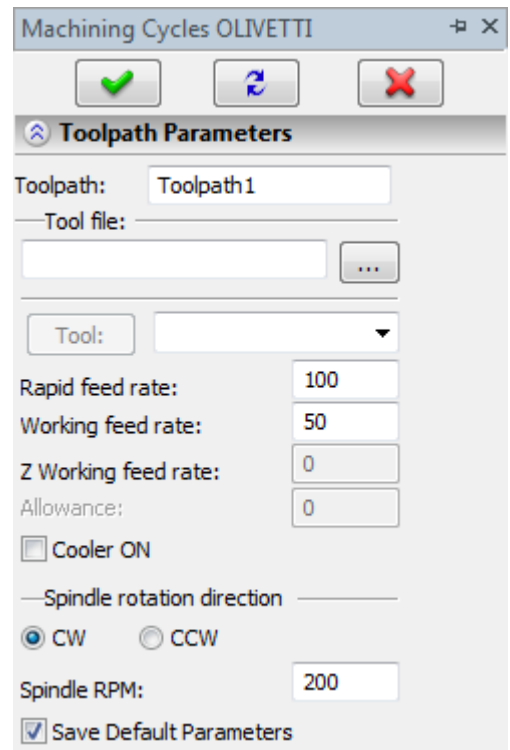 Machining Cycles OLIVETTI
Toolpath Parameters
Toolpath: Toolpath1
Tool file:
...
Tool:
Rapid feed rate: 100
Working feed rate: 50
Z Working feed rate: 0
Allowance: 0
Cooler ON
Spindle rotation direction
CW CCW
Spindle RPM: 200
Save Default Parameters